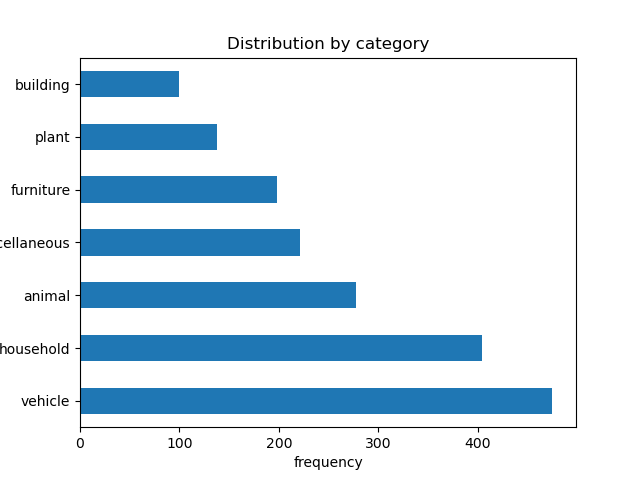 Distribution by category
building
plant
furniture
cellaneous
animal
household
vehicle
0 100 200 300 400
frequency